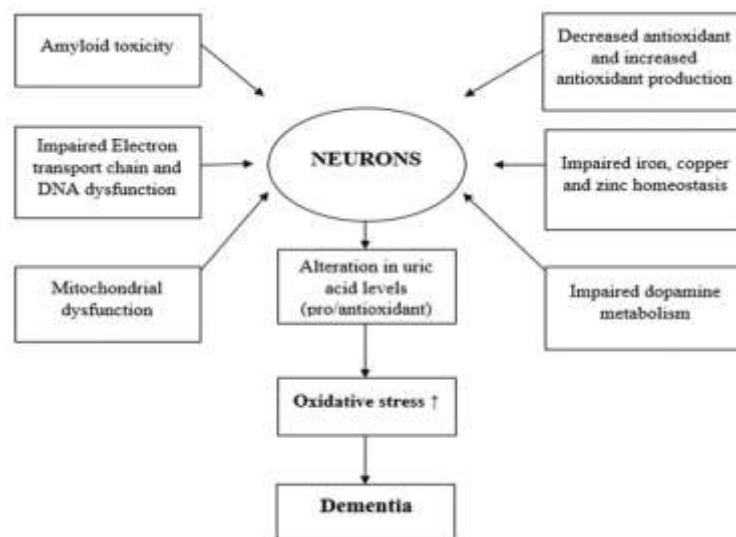 Amyloid toxicity
Decreased antioxidant
and increased
antioxidant production
Impaired Electron
transport chain and
DNA dysfunction
NEURONS
Impaired iron, copper
and zinc homeostasis
Mitochondrial
dysfunction
Alteration in uric
acid levels
(pro/antioxidant)
Impaired dopamine
metabolism
Oxidative stress ↑
Dementia